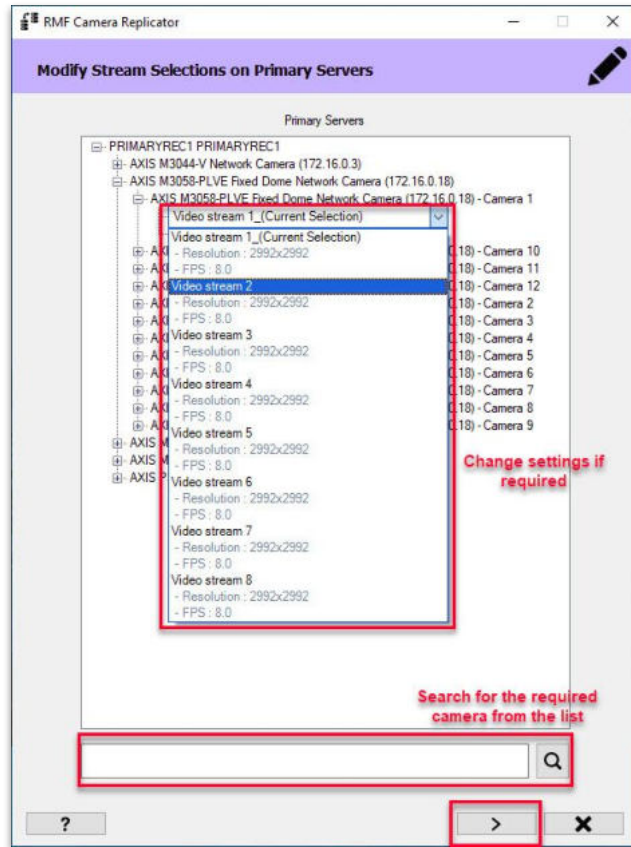 RMF Camera Replicator
Modify Stream Selections on Primary Servers
Primary Servers
PRIMARYREC1 PRIMARYREC1
AXIS M3044-V Network Camera (172.16.0.3)
AXIS M3058-PLVE Fixed Dome Network Camera (172.16.0.18)
AXIS M3058-PLVE Fixed Dome Network Camera (172.16.0.18) - Camera 1
Video stream 1_(Current Selection)
Video stream 1_(Current Selection)
- Resolution : 2992x2992
- FPS : 8.0
Video stream 2
- Resolution : 2992x2992
- FPS : 8.0
Video stream 3
- Resolution : 2992x2992
- FPS : 8.0
Video stream 4
- Resolution : 2992x2992
- FPS : 8.0
Video stream 5
- Resolution : 2992x2992
- FPS : 8.0
Video stream 6
- Resolution : 2992x2992
- FPS : 8.0
Video stream 7
- Resolution : 2992x2992
- FPS : 8.0
Video stream 8
- Resolution : 2992x2992
- FPS : 8.0
.18) - Camera 10
.18) - Camera 11
.18) - Camera 12
.18) - Camera 2
.18) - Camera 3
.18) - Camera 4
.18) - Camera 5
.18) - Camera 6
.18) - Camera 7
.18) - Camera 8
.18) - Camera 9
AXIS M
AXIS M
AXIS P
Change settings if
required
Search for the required
camera from the list
?
>